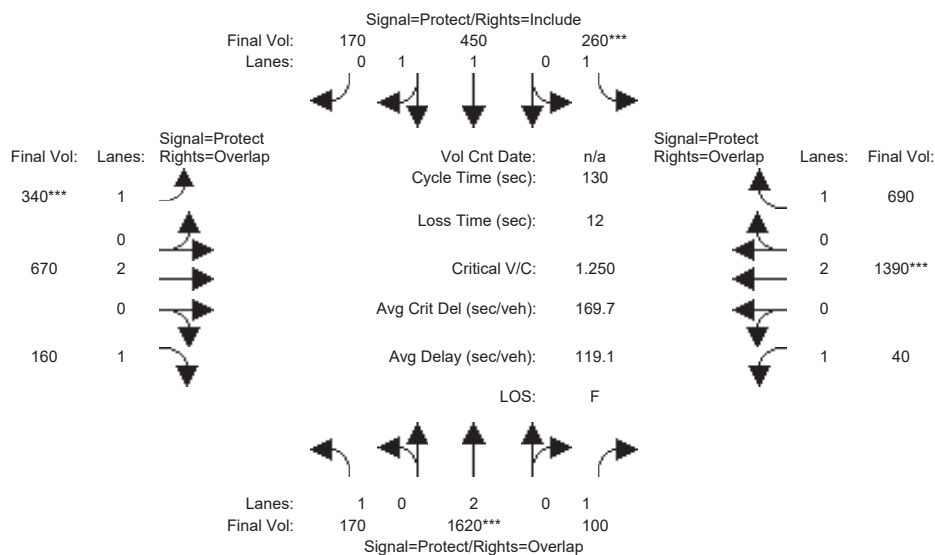 Signal=Protect/Rights=Include
Final Vol: 170 450 260***
Lanes: 0 1 1 0 1
Signal=Protect
Final Vol: Lanes: Rights=Overlap
Vol Cnt Date: n/a
Signal=Protect
Rights=Overlap Lanes: Final Vol:
Cycle Time (sec): 130
340*** 1
1 690
Loss Time (sec): 12
0
0
670 2
Critical V/C: 1.250
2 1390***
0
Avg Crit Del (sec/veh): 169.7
0
160 1
Avg Delay (sec/veh): 119.1
1 40
LOS: F
Lanes: 1 0 2 0 1
Final Vol: 170 1620*** 100
Signal=Protect/Rights=Overlap